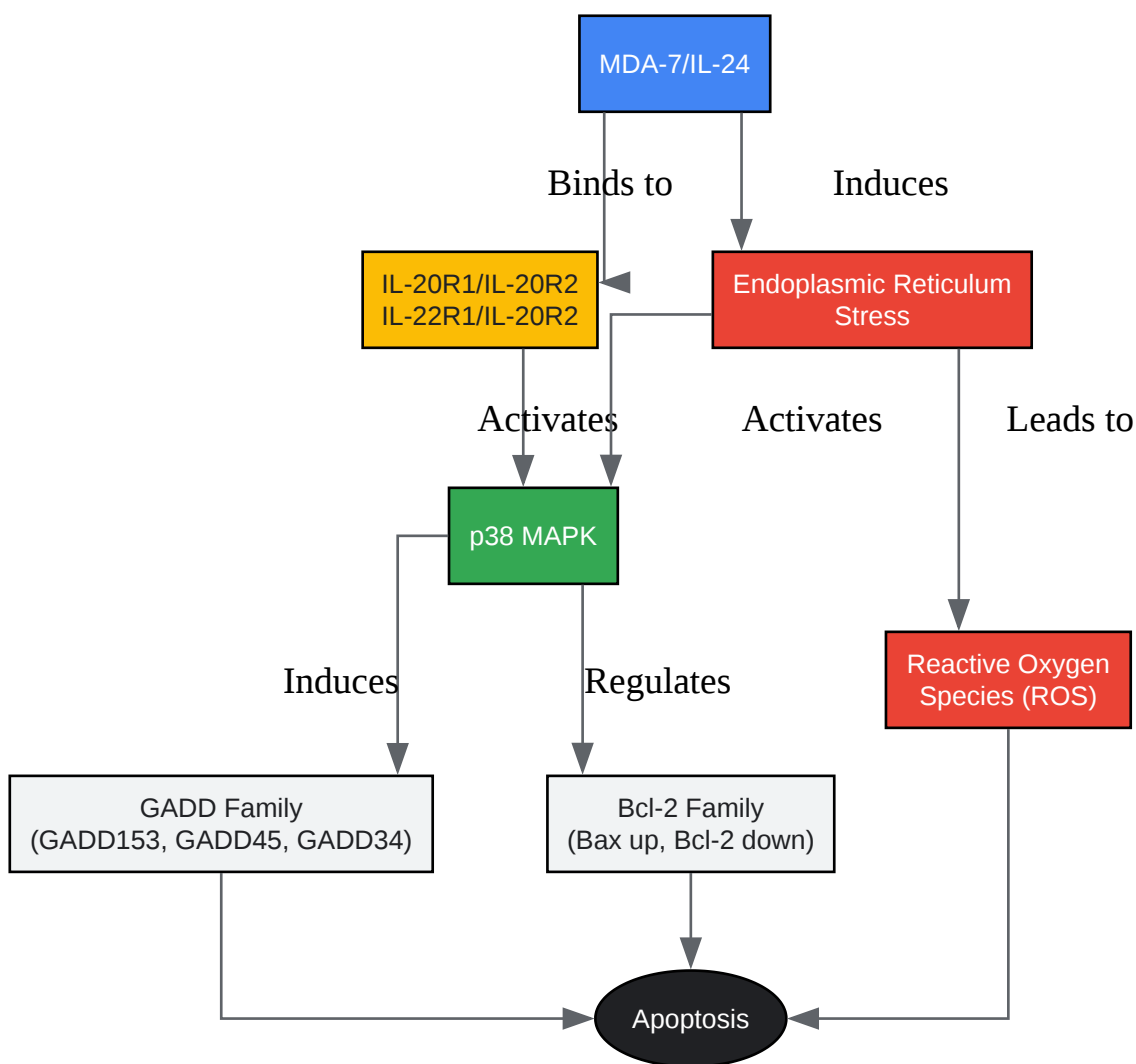 MDA-7/IL-24
Binds to
Induces
IL-20R1/IL-20R2
IL-22R1/IL-20R2
Endoplasmic Reticulum
Stress
Activates
Activates
Leads to
p38 MAPK
Induces
Regulates
Reactive Oxygen
Species (ROS)
GADD Family
(GADD153, GADD45, GADD34)
Bcl-2 Family
(Bax up, Bcl-2 down)
Apoptosis